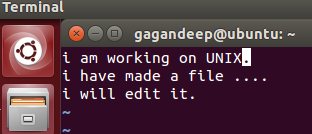 Terminal
gagandeep@ubuntu: ~
i am working on UNIX.
i have made a file ....
i will edit it.
~
~